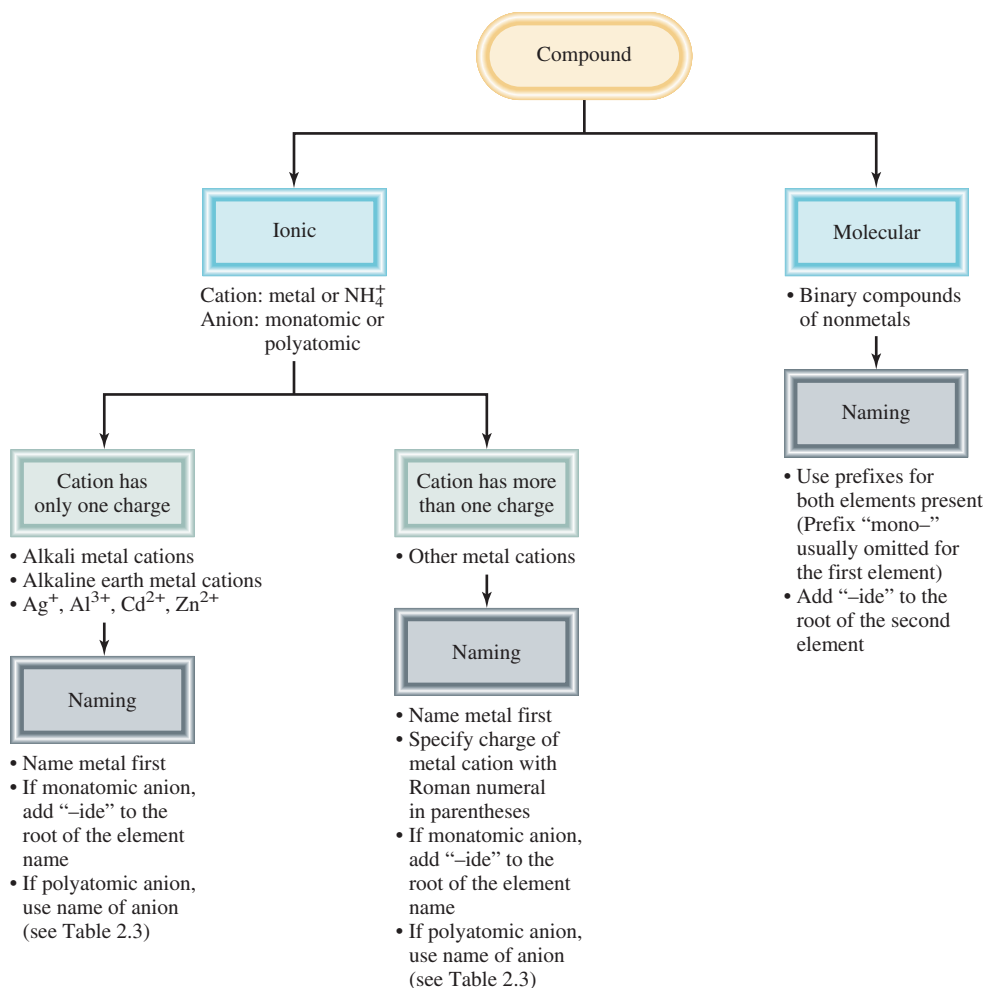 Compound
Ionic
Cation: metal or NH₄⁺
Anion: monatomic or
polyatomic
Cation has
only one charge
• Alkali metal cations
• Alkaline earth metal cations
• Ag⁺, Al³⁺, Cd²⁺, Zn²⁺
Naming
• Name metal first
• If monatomic anion,
add “–ide” to the
root of the element
name
• If polyatomic anion,
use name of anion
(see Table 2.3)
Cation has more
than one charge
• Other metal cations
Naming
• Name metal first
• Specify charge of
metal cation with
Roman numeral
in parentheses
• If monatomic anion,
add “–ide” to the
root of the element
name
• If polyatomic anion,
use name of anion
(see Table 2.3)
Molecular
• Binary compounds
of nonmetals
Naming
• Use prefixes for
both elements present
(Prefix “mono–”
usually omitted for
the first element)
• Add “–ide” to the
root of the second
element